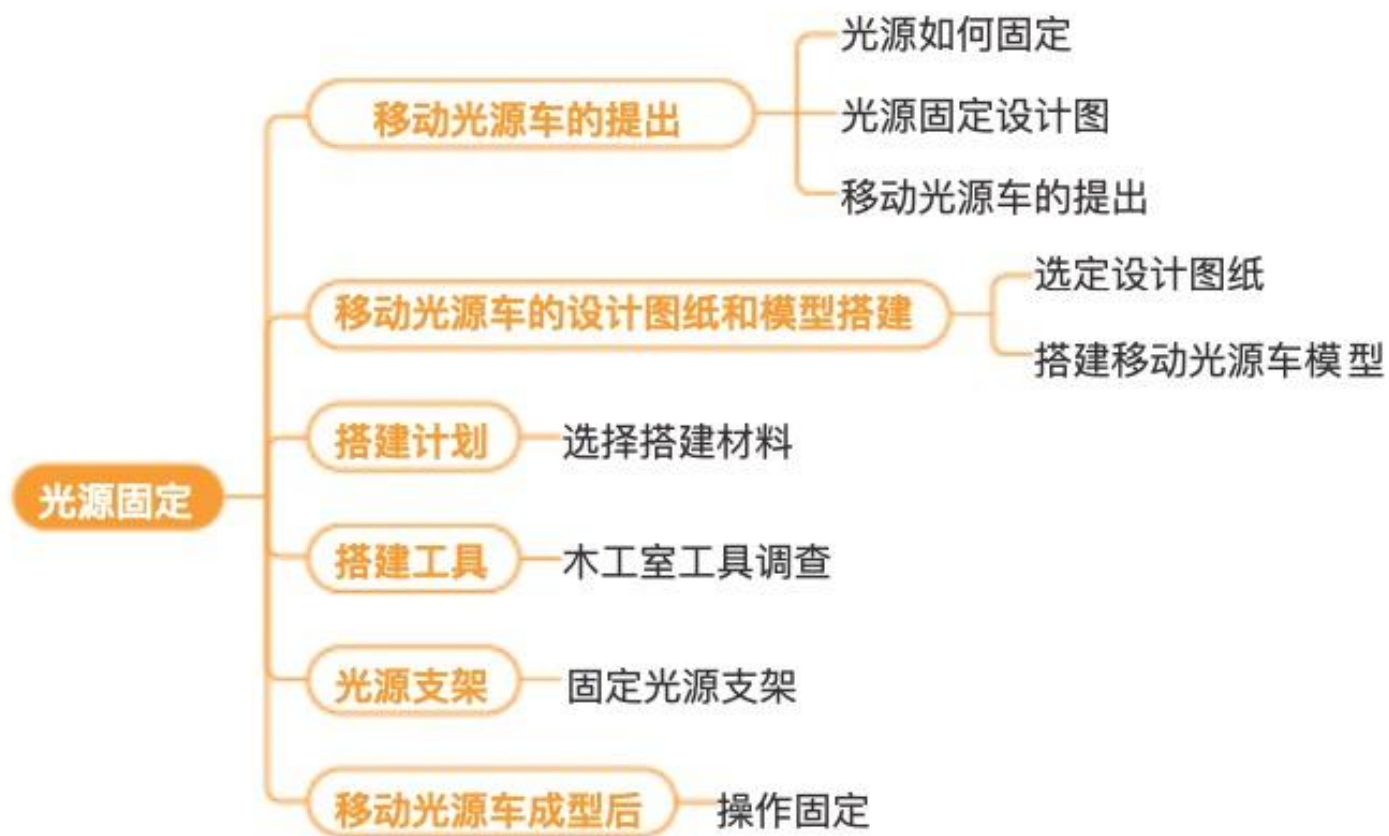 光源固定
移动光源车的提出
光源如何固定
光源固定设计图
移动光源车的提出
移动光源车的设计图纸和模型搭建
选定设计图纸
搭建移动光源车模型
搭建计划
选择搭建材料
搭建工具
木工室工具调查
光源支架
固定光源支架
移动光源车成型后
操作固定